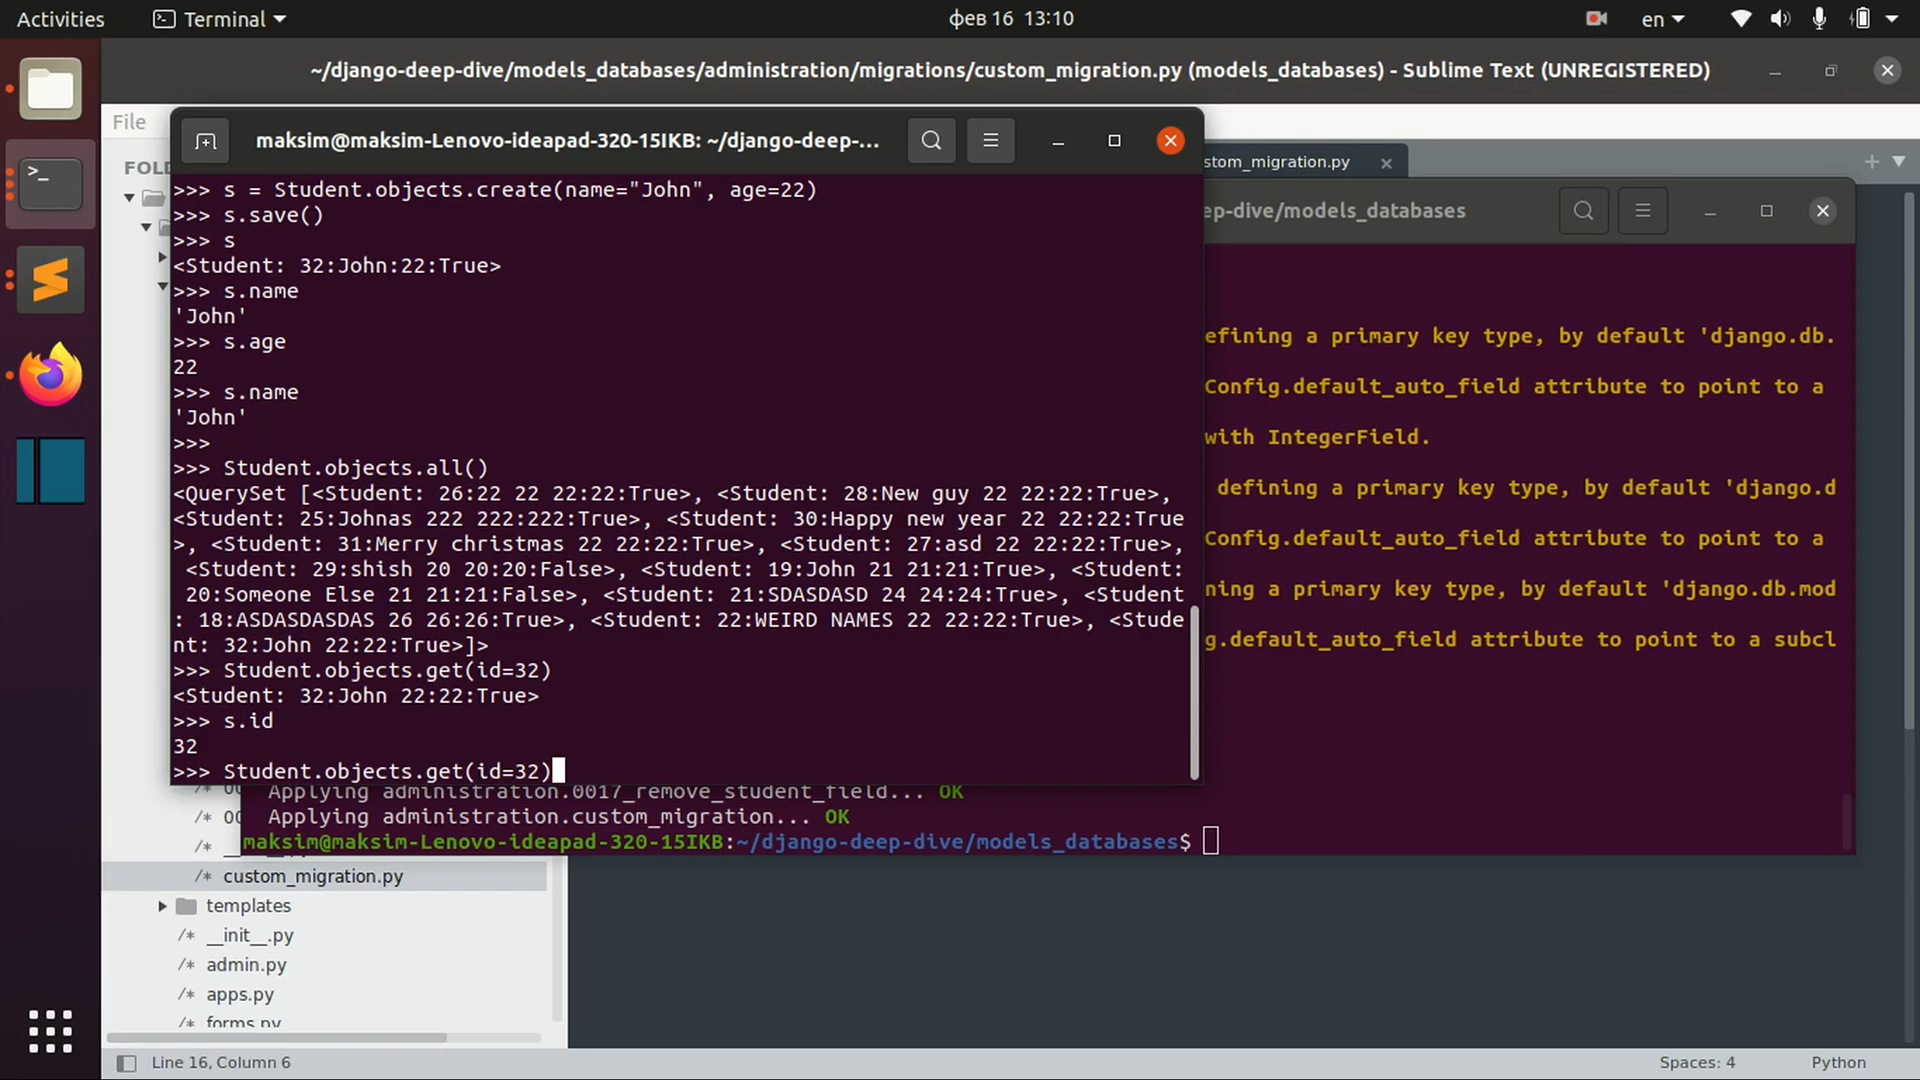 Activities
Terminal
фев 16 13:10
en
~/django-deep-dive/models_databases/administration/migrations/custom_migration.py (models_databases) - Sublime Text (UNREGISTERED)
File
maksim@maksim-Lenovo-ideapad-320-15IKB: ~/django-deep-...
stom_migration.py
FOLD
ep-dive/models_databases
>>> s = Student.objects.create(name="John", age=22)
>>> s.save()
>>> s
<Student: 32:John:22:True>
>>> s.name
'John'
>>> s.age
22
>>> s.name
'John'
>>>
>>> Student.objects.all()
<QuerySet [<Student: 26:22 22 22:22:True>, <Student: 28:New guy 22 22:22:True>,
<Student: 25:Johnas 222 222:222:True>, <Student: 30:Happy new year 22 22:22:True
>, <Student: 31:Merry christmas 22 22:22:True>, <Student: 27:asd 22 22:22:True>,
<Student: 29:shish 20 20:20:False>, <Student: 19:John 21 21:21:True>, <Student:
20:Someone Else 21 21:21:False>, <Student: 21:SDASDASD 24 24:24:True>, <Student
: 18:ASDASDASDAS 26 26:26:True>, <Student: 22:WEIRD NAMES 22 22:22:True>, <Stude
nt: 32:John 22:22:True>]>
>>> Student.objects.get(id=32)
<Student: 32:John 22:22:True>
>>> s.id
32
>>> Student.objects.get(id=32)
efining a primary key type, by default 'django.db.
Config.default_auto_field attribute to point to a
with IntegerField.
defining a primary key type, by default 'django.d
Config.default_auto_field attribute to point to a
ning a primary key type, by default 'django.db.mod
g.default_auto_field attribute to point to a subcl
Applying administration.0017_remove_student_field... OK
Applying administration.custom_migration... OK
maksim@maksim-Lenovo-ideapad-320-15IKB:~/django-deep-dive/models_databases$
/* custom_migration.py
templates
/* __init__.py
/* admin.py
/* apps.py
/* forms.py
Line 16, Column 6
Spaces: 4
Python